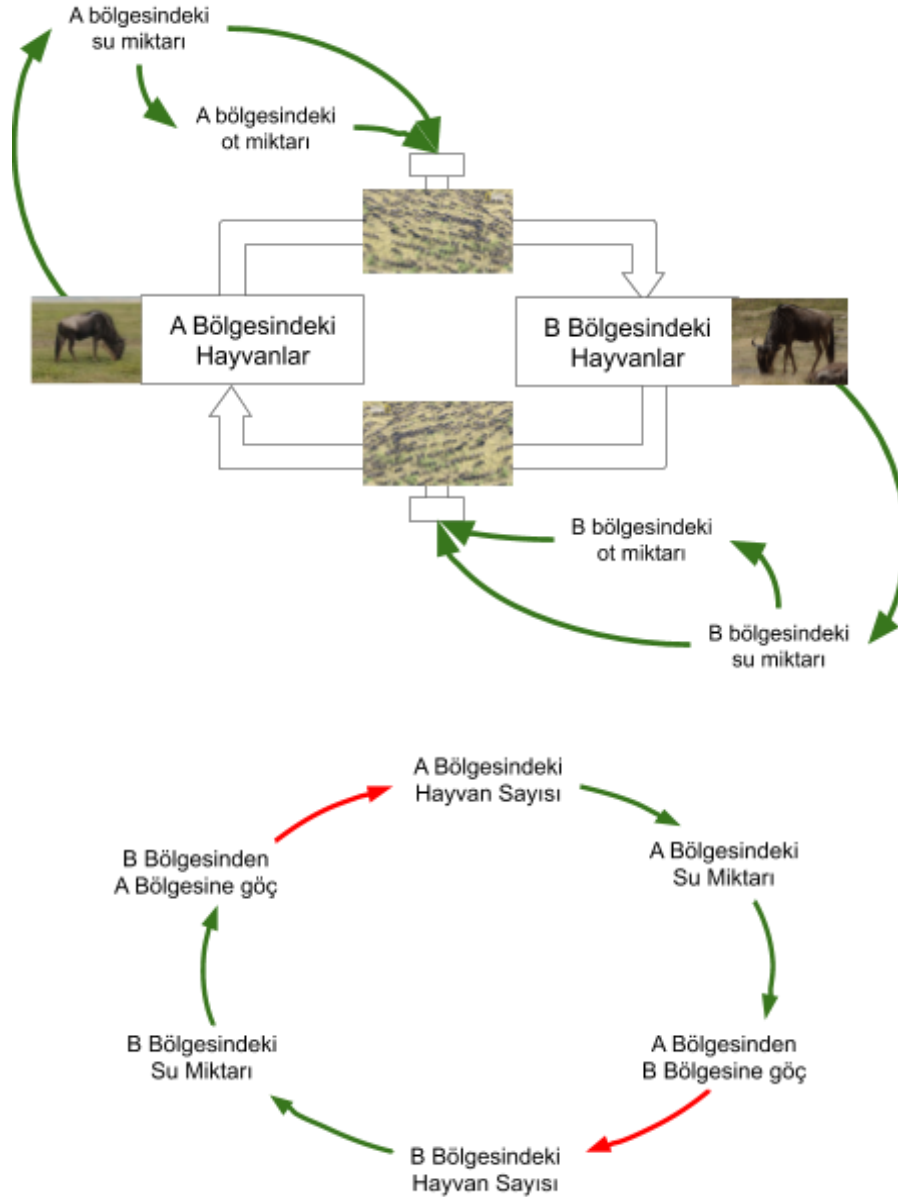 A bölgesindeki
su miktarı
A bölgesindeki
ot miktarı
A Bölgesindeki
Hayvanlar
B Bölgesindeki
Hayvanlar
B bölgesindeki
ot miktarı
B bölgesindeki
su miktarı
A Bölgesindeki
Hayvan Sayısı
B Bölgesinden
A Bölgesine göç
A Bölgesindeki
Su Miktarı
B Bölgesindeki
Su Miktarı
A Bölgesinden
B Bölgesine göç
B Bölgesindeki
Hayvan Sayısı